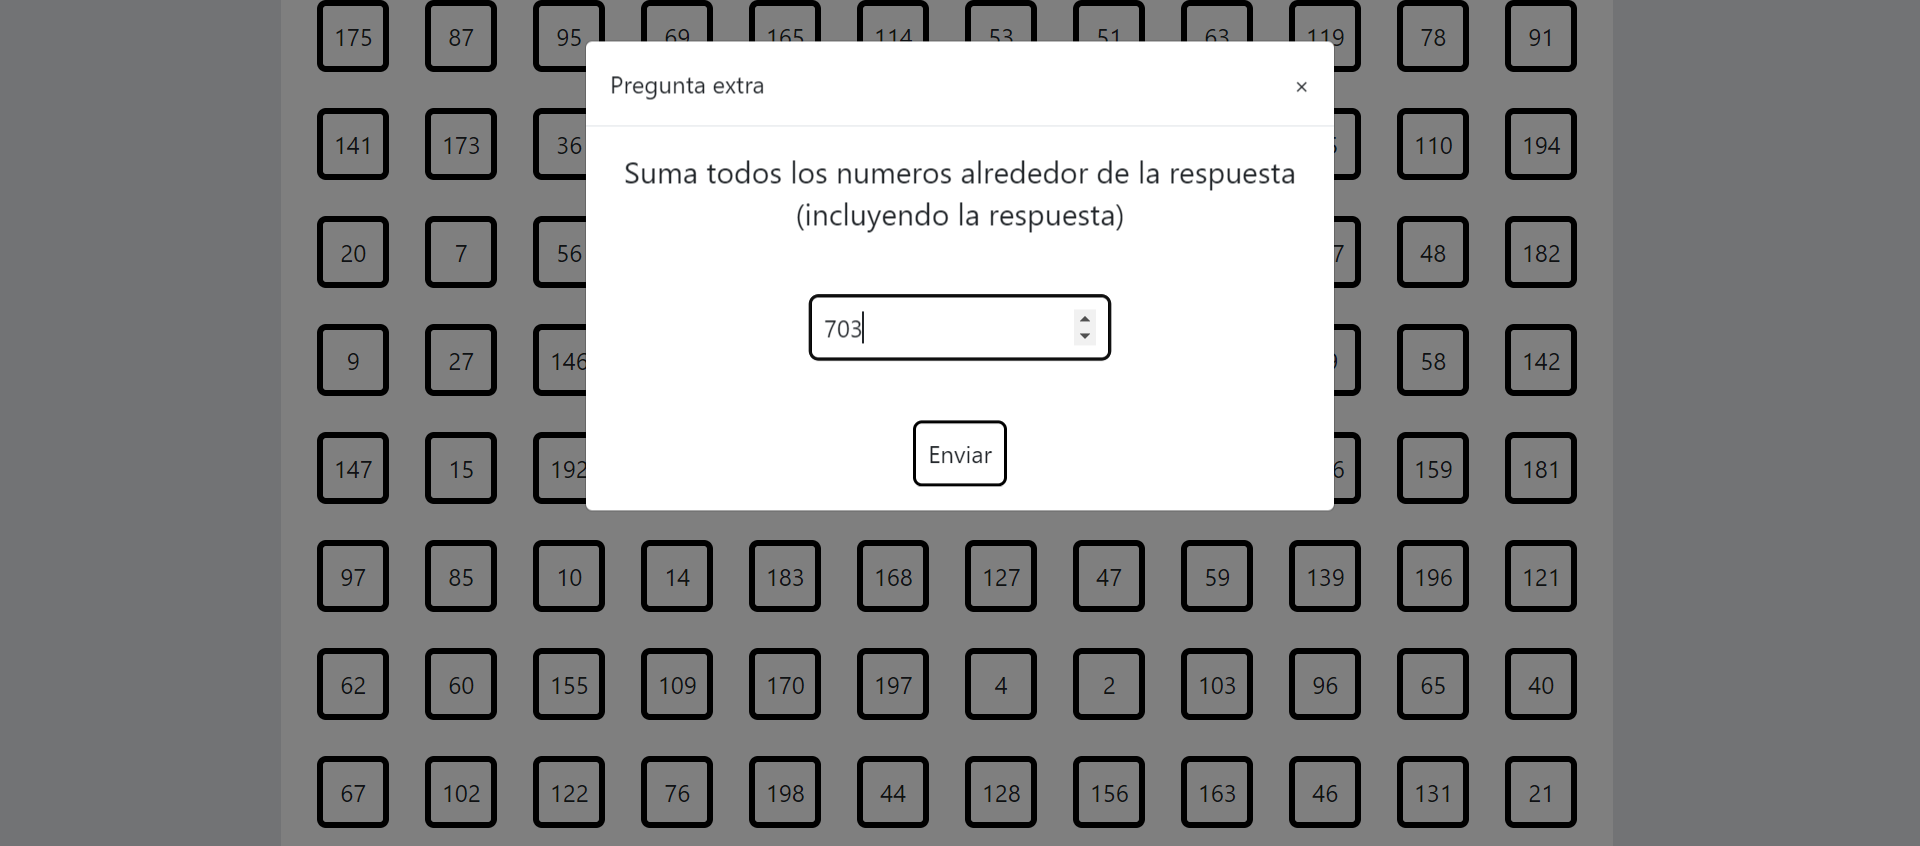 175 87 95 69 165 114 53 51 63 119 78 91
Pregunta extra ×
141 173 36 110 194
Suma todos los numeros alrededor de la respuesta
(incluyendo la respuesta)
20 7 56 48 182
703
9 27 146 58 142
Enviar
147 15 192 159 181
97 85 10 14 183 168 127 47 59 139 196 121
62 60 155 109 170 197 4 2 103 96 65 40
67 102 122 76 198 44 128 156 163 46 131 21